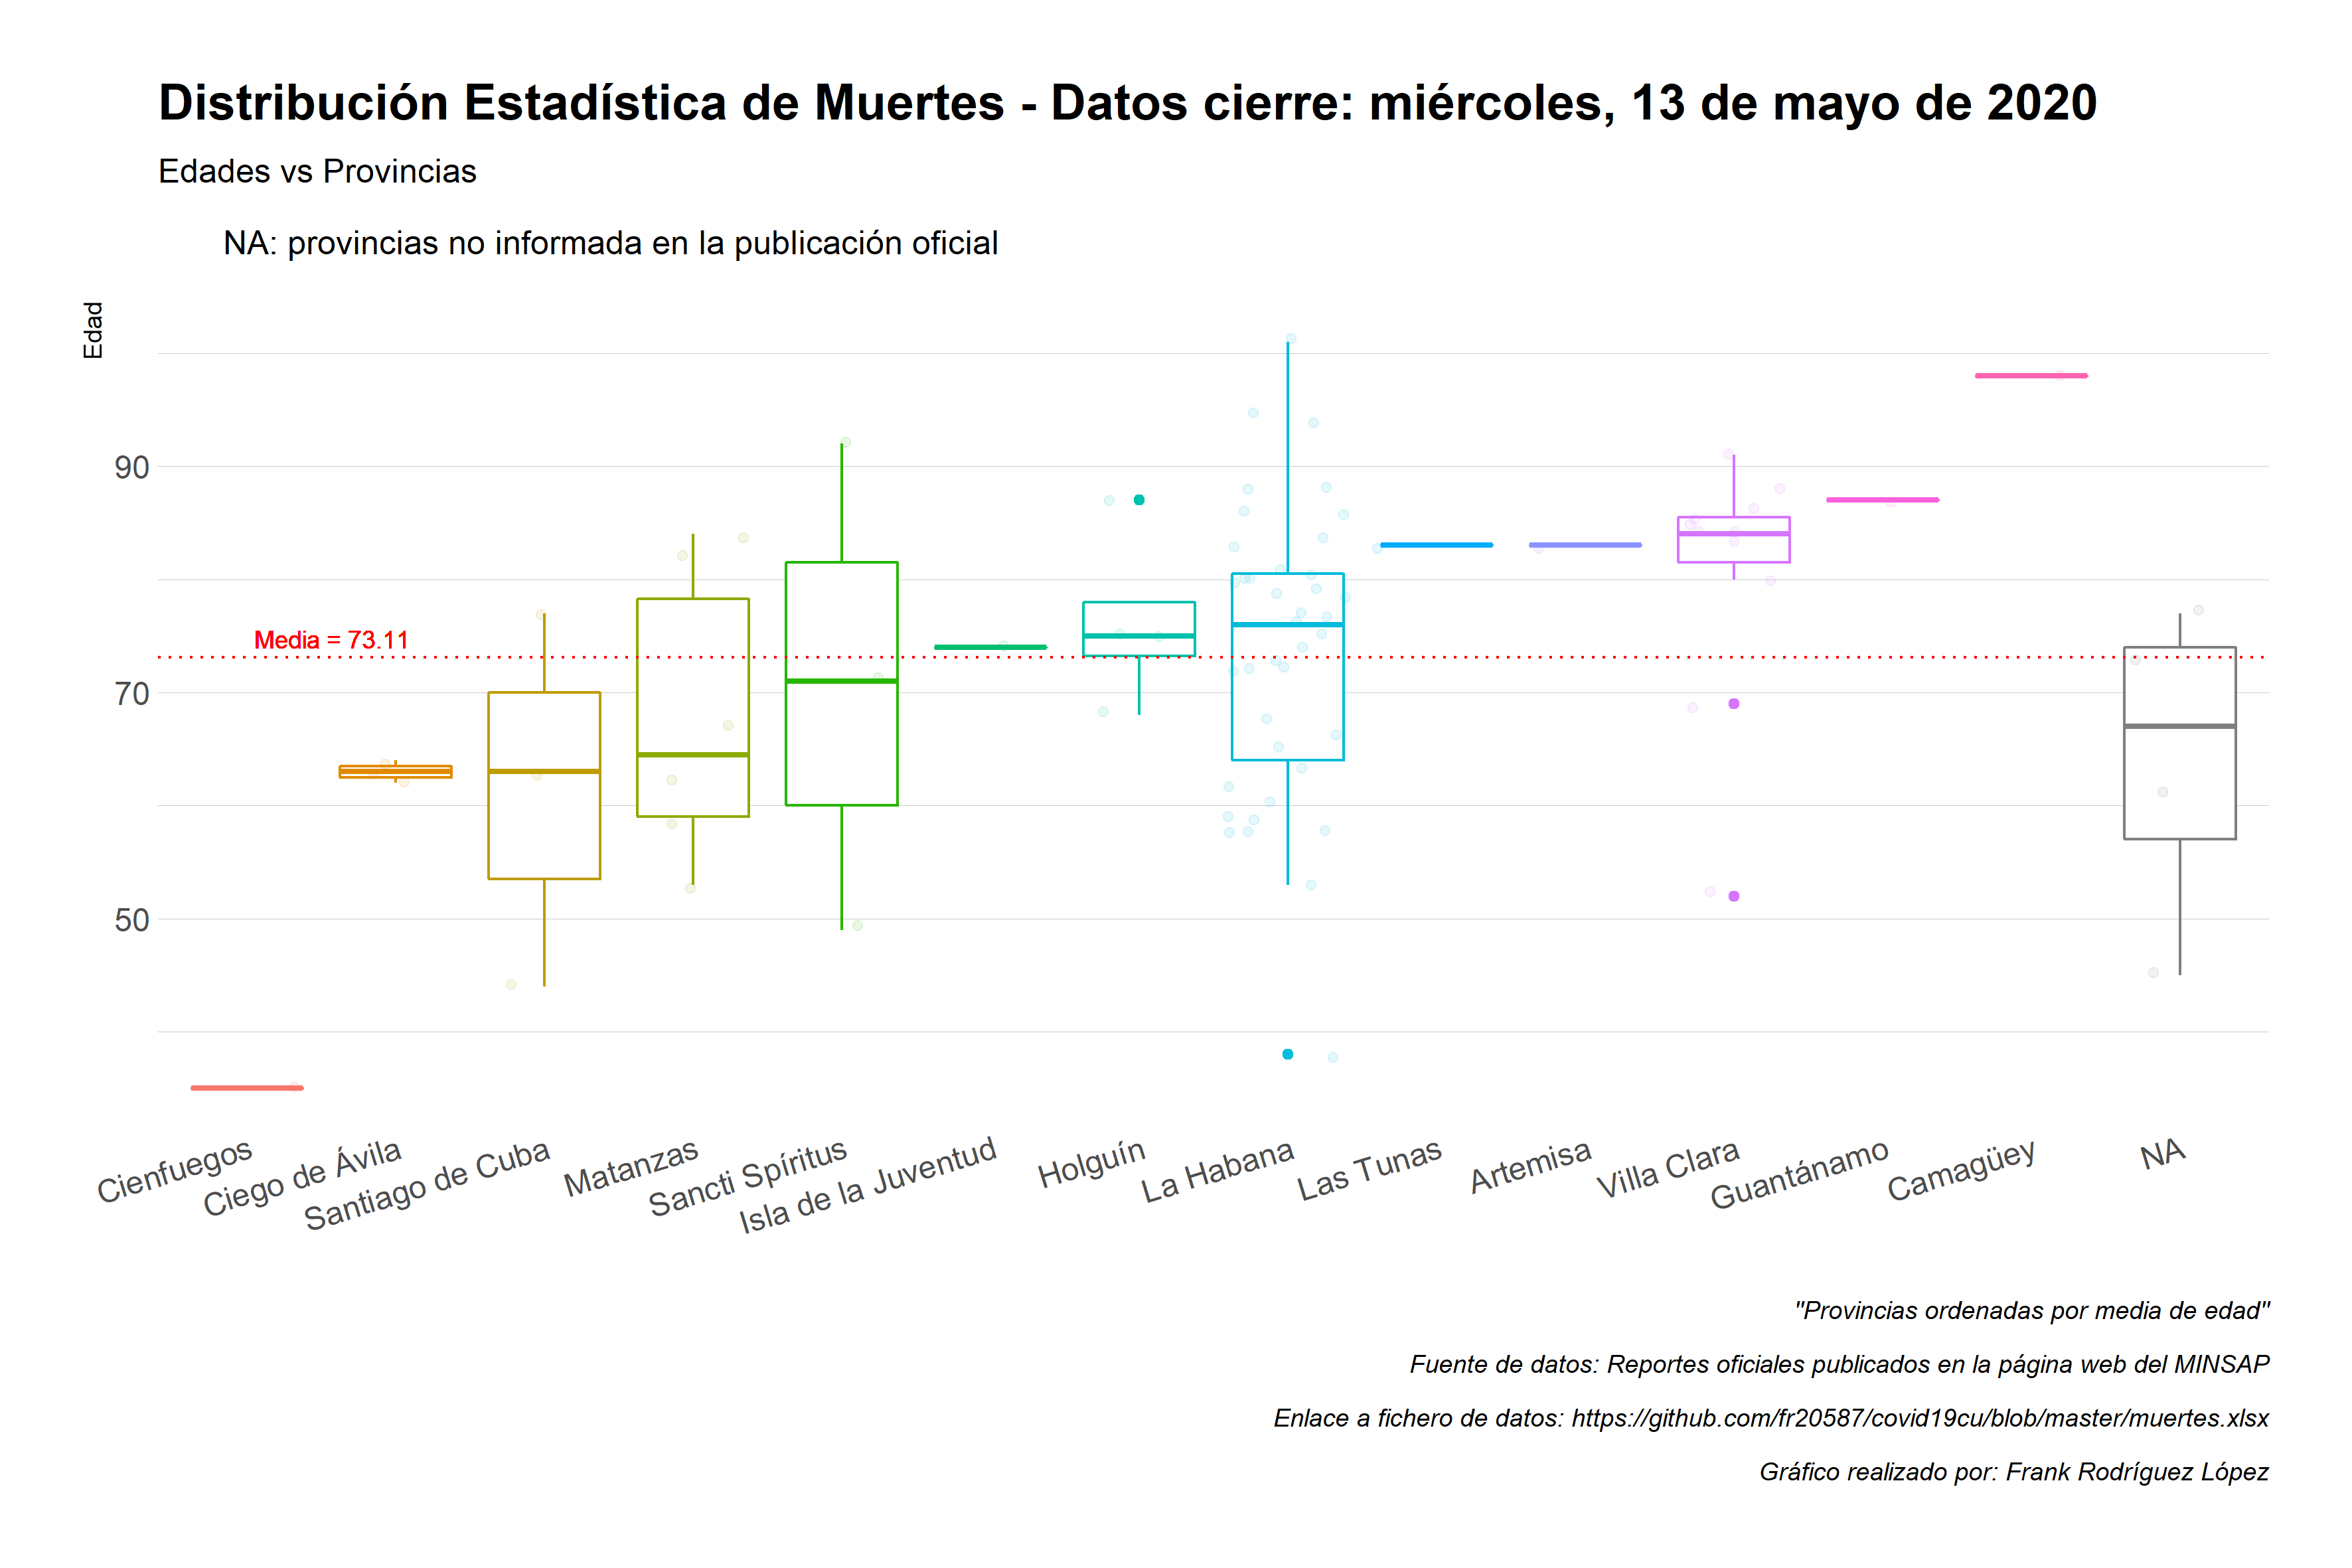 Distribución Estadística de Muertes - Datos cierre: miércoles, 13 de mayo de 2020
Edades vs Provincias
NA: provincias no informada en la publicación oficial
Edad
90
Media = 73.11
70
50
Cienfuegos
Ciego de Ávila
Santiago de Cuba
Matanzas
Sancti Spíritus
Isla de la Juventud
Holguín
La Habana
Las Tunas
Artemisa
Villa Clara
Guantánamo
Camagüey
NA
"Provincias ordenadas por media de edad"
Fuente de datos: Reportes oficiales publicados en la página web del MINSAP
Enlace a fichero de datos: https://github.com/fr20587/covid19cu/blob/master/muertes.xlsx
Gráfico realizado por: Frank Rodríguez López